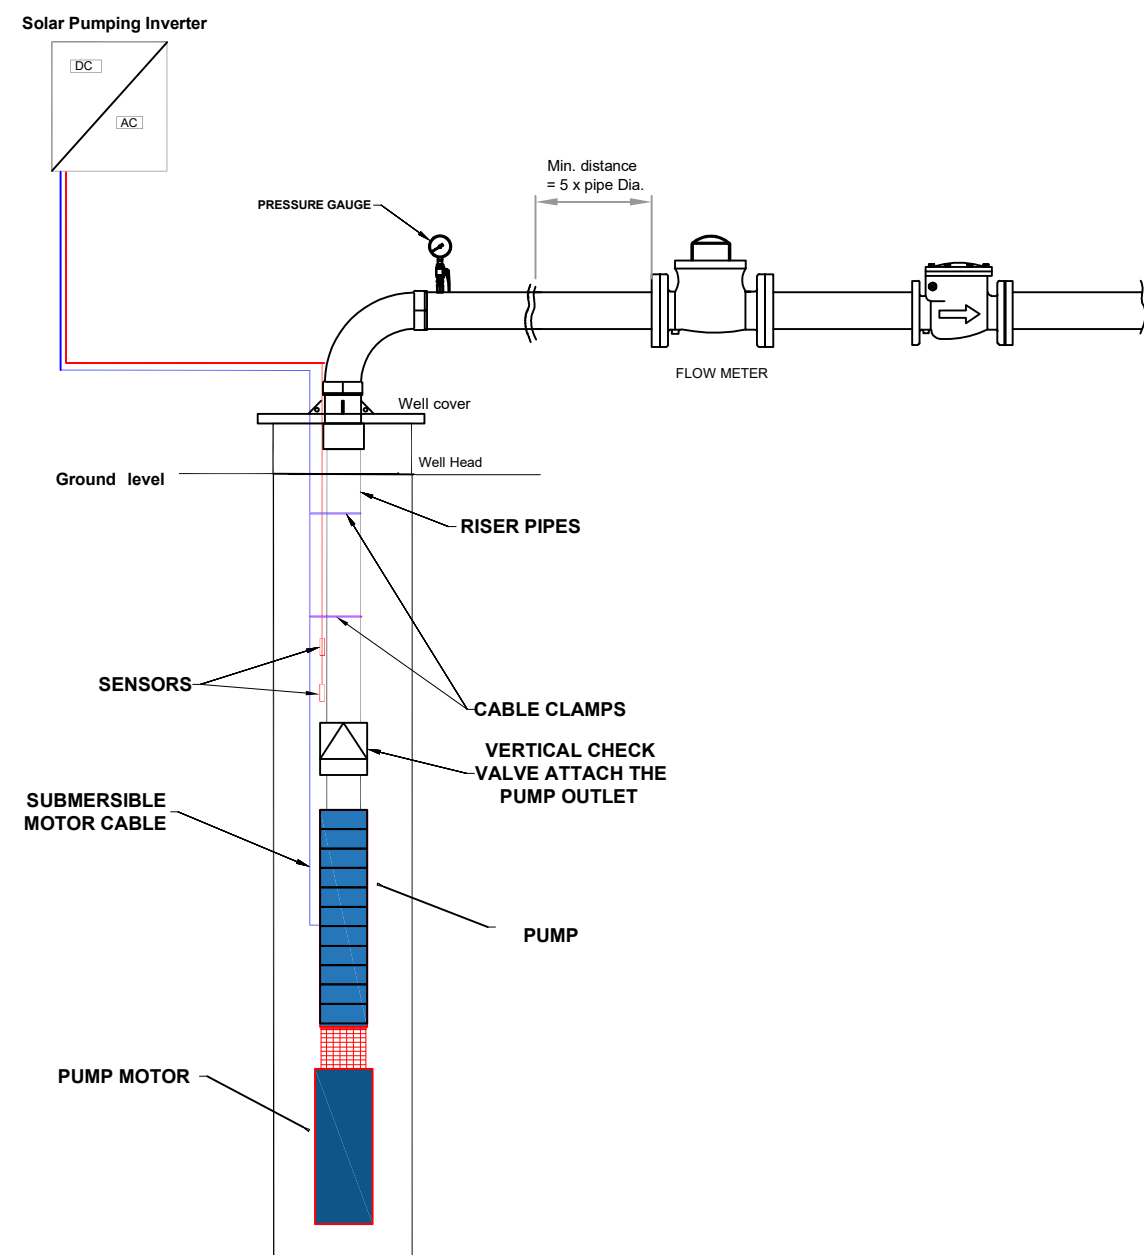 Solar Pumping Inverter
DC
AC
Min. distance
= 5 x pipe Dia.
PRESSURE GAUGE
FLOW METER
Well cover
Well Head
Ground level
RISER PIPES
SENSORS
CABLE CLAMPS
VERTICAL CHECK
VALVE ATTACH THE
PUMP OUTLET
SUBMERSIBLE
MOTOR CABLE
PUMP
PUMP MOTOR